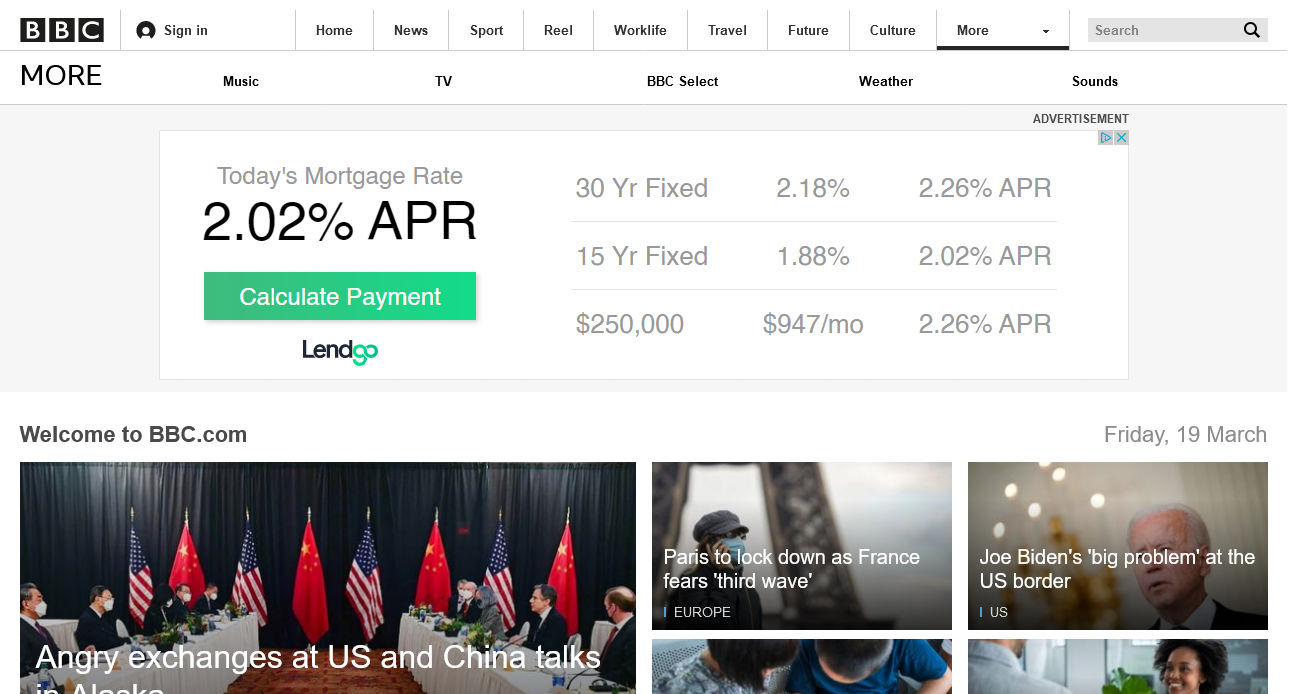 BBC Sign in Home News Sport Reel Worklife Travel Future Culture More Search
MORE Music TV BBC Select Weather Sounds
ADVERTISEMENT
Today's Mortgage Rate
2.02% APR
Calculate Payment
Lendgo
30 Yr Fixed 2.18% 2.26% APR
15 Yr Fixed 1.88% 2.02% APR
$250,000 $947/mo 2.26% APR
Welcome to BBC.com
Friday, 19 March
Angry exchanges at US and China talks
in Alaska
Paris to lock down as France
fears 'third wave'
EUROPE
Joe Biden's 'big problem' at the
US border
US